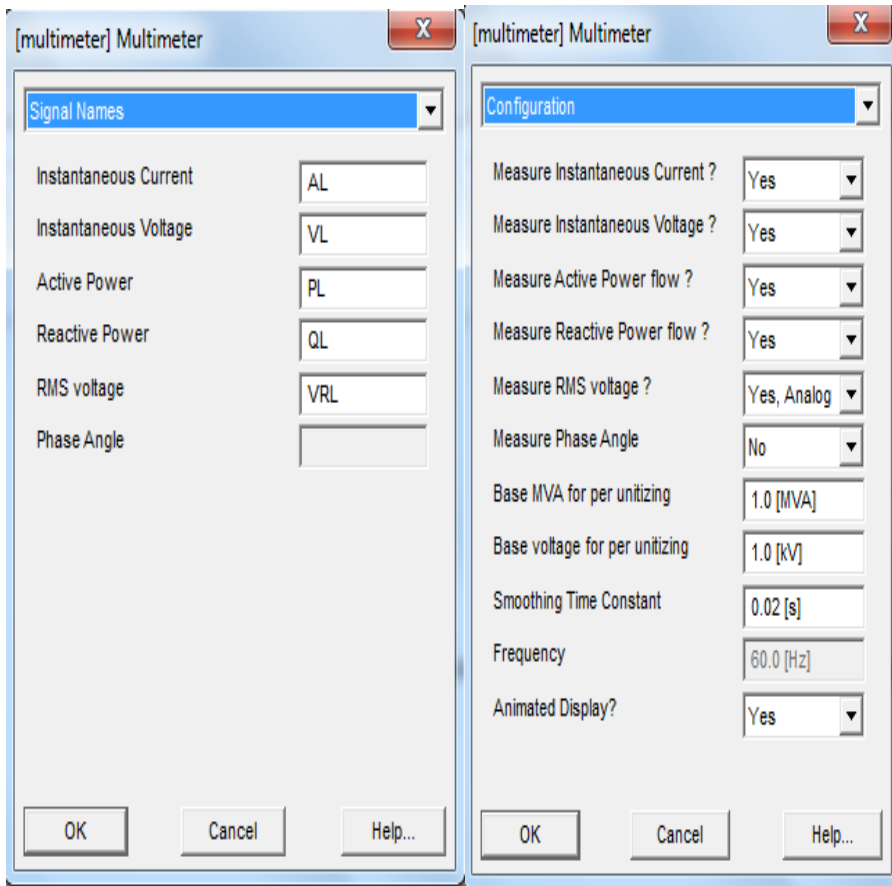 [multimeter] Multimeter
X
Signal Names
Instantaneous Current AL
Instantaneous Voltage VL
Active Power PL
Reactive Power QL
RMS voltage VRL
Phase Angle
OK Cancel Help...
[multimeter] Multimeter
X
Configuration
Measure Instantaneous Current ? Yes
Measure Instantaneous Voltage ? Yes
Measure Active Power flow ? Yes
Measure Reactive Power flow ? Yes
Measure RMS voltage ? Yes, Analog
Measure Phase Angle No
Base MVA for per unitizing 1.0 [MVA]
Base voltage for per unitizing 1.0 [kV]
Smoothing Time Constant 0.02 [s]
Frequency 60.0 [Hz]
Animated Display? Yes
OK Cancel Help...